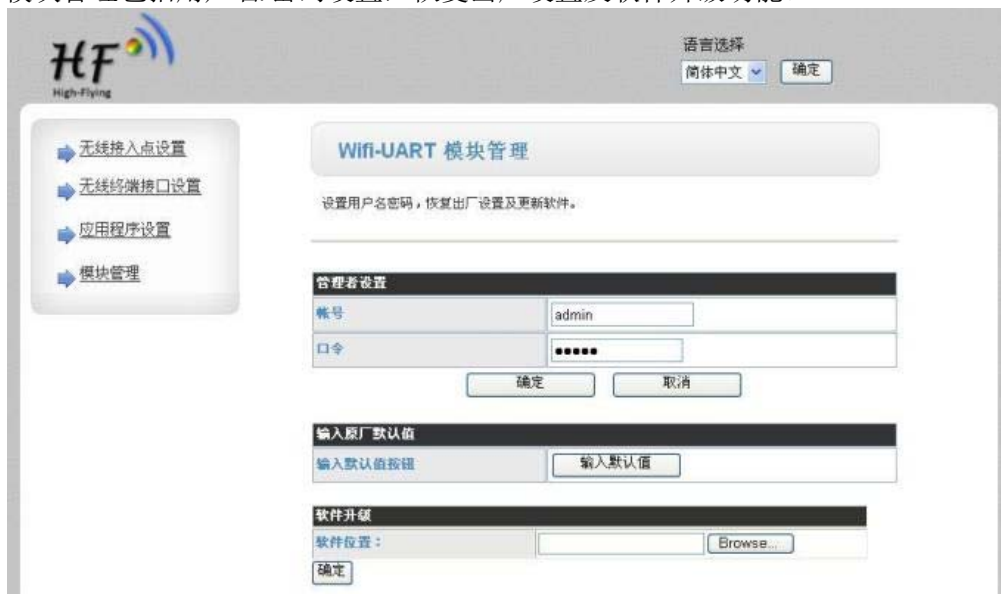 HF
High-Flying
语言选择
简体中文
确定
无线接入点设置
无线终端接口设置
应用程序设置
模块管理
Wifi-UART 模块管理
设置用户名密码，恢复出厂设置及更新软件。
管理者设置
帐号
admin
口令
●●●●●
确定
取消
输入原厂默认值
输入默认值按钮
输入默认值
软件升级
软件位置：
Browse...
确定